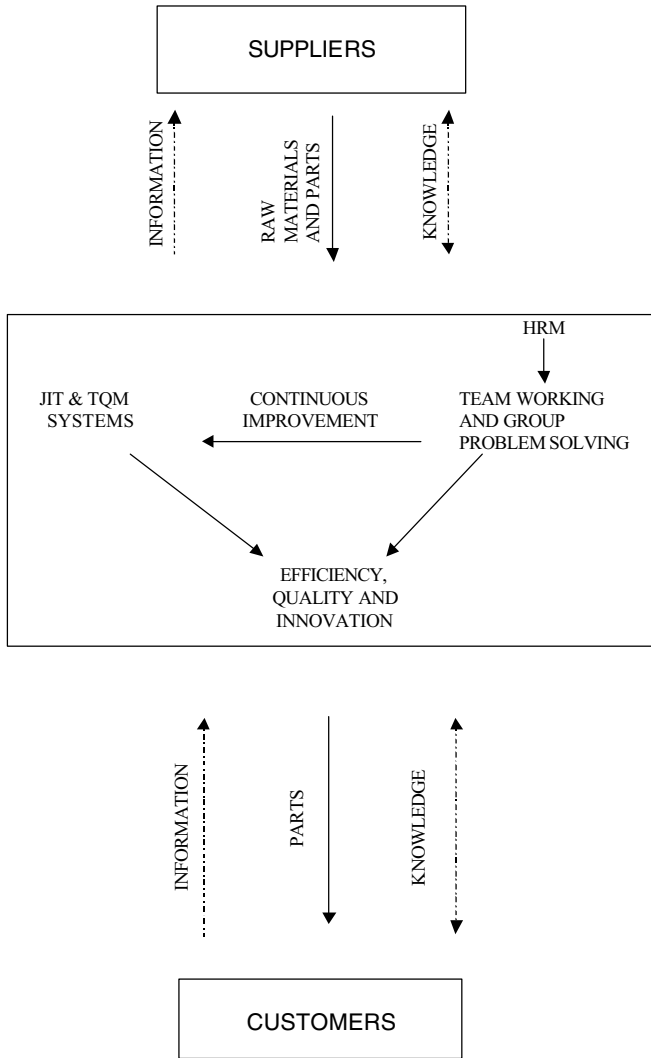 SUPPLIERS
INFORMATION
RAW
MATERIALS
AND PARTS
KNOWLEDGE
HRM
JIT & TQM
SYSTEMS
CONTINUOUS
IMPROVEMENT
TEAM WORKING
AND GROUP
PROBLEM SOLVING
EFFICIENCY,
QUALITY AND
INNOVATION
INFORMATION
PARTS
KNOWLEDGE
CUSTOMERS